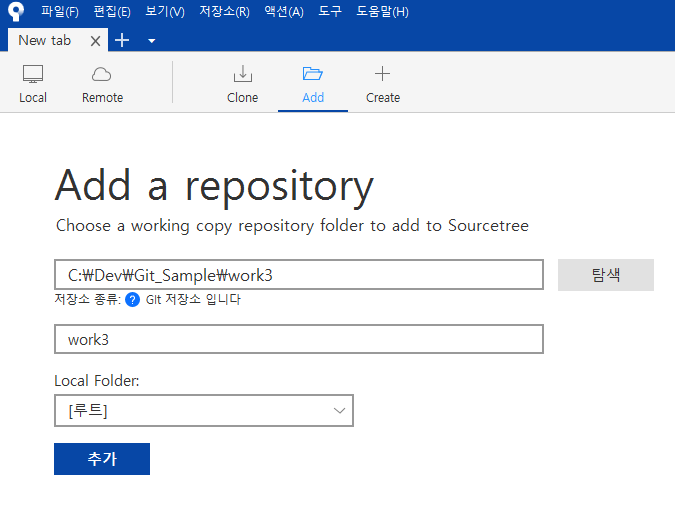 파일(F) 편집(E) 보기(V) 저장소(R) 액션(A) 도구 도움말(H)
New tab
Local Remote Clone Add Create
Add a repository
Choose a working copy repository folder to add to Sourcetree
C:₩Dev₩Git_Sample₩work3 탐색
저장소 종류: ? Git 저장소 입니다
work3
Local Folder:
[루트]
추가